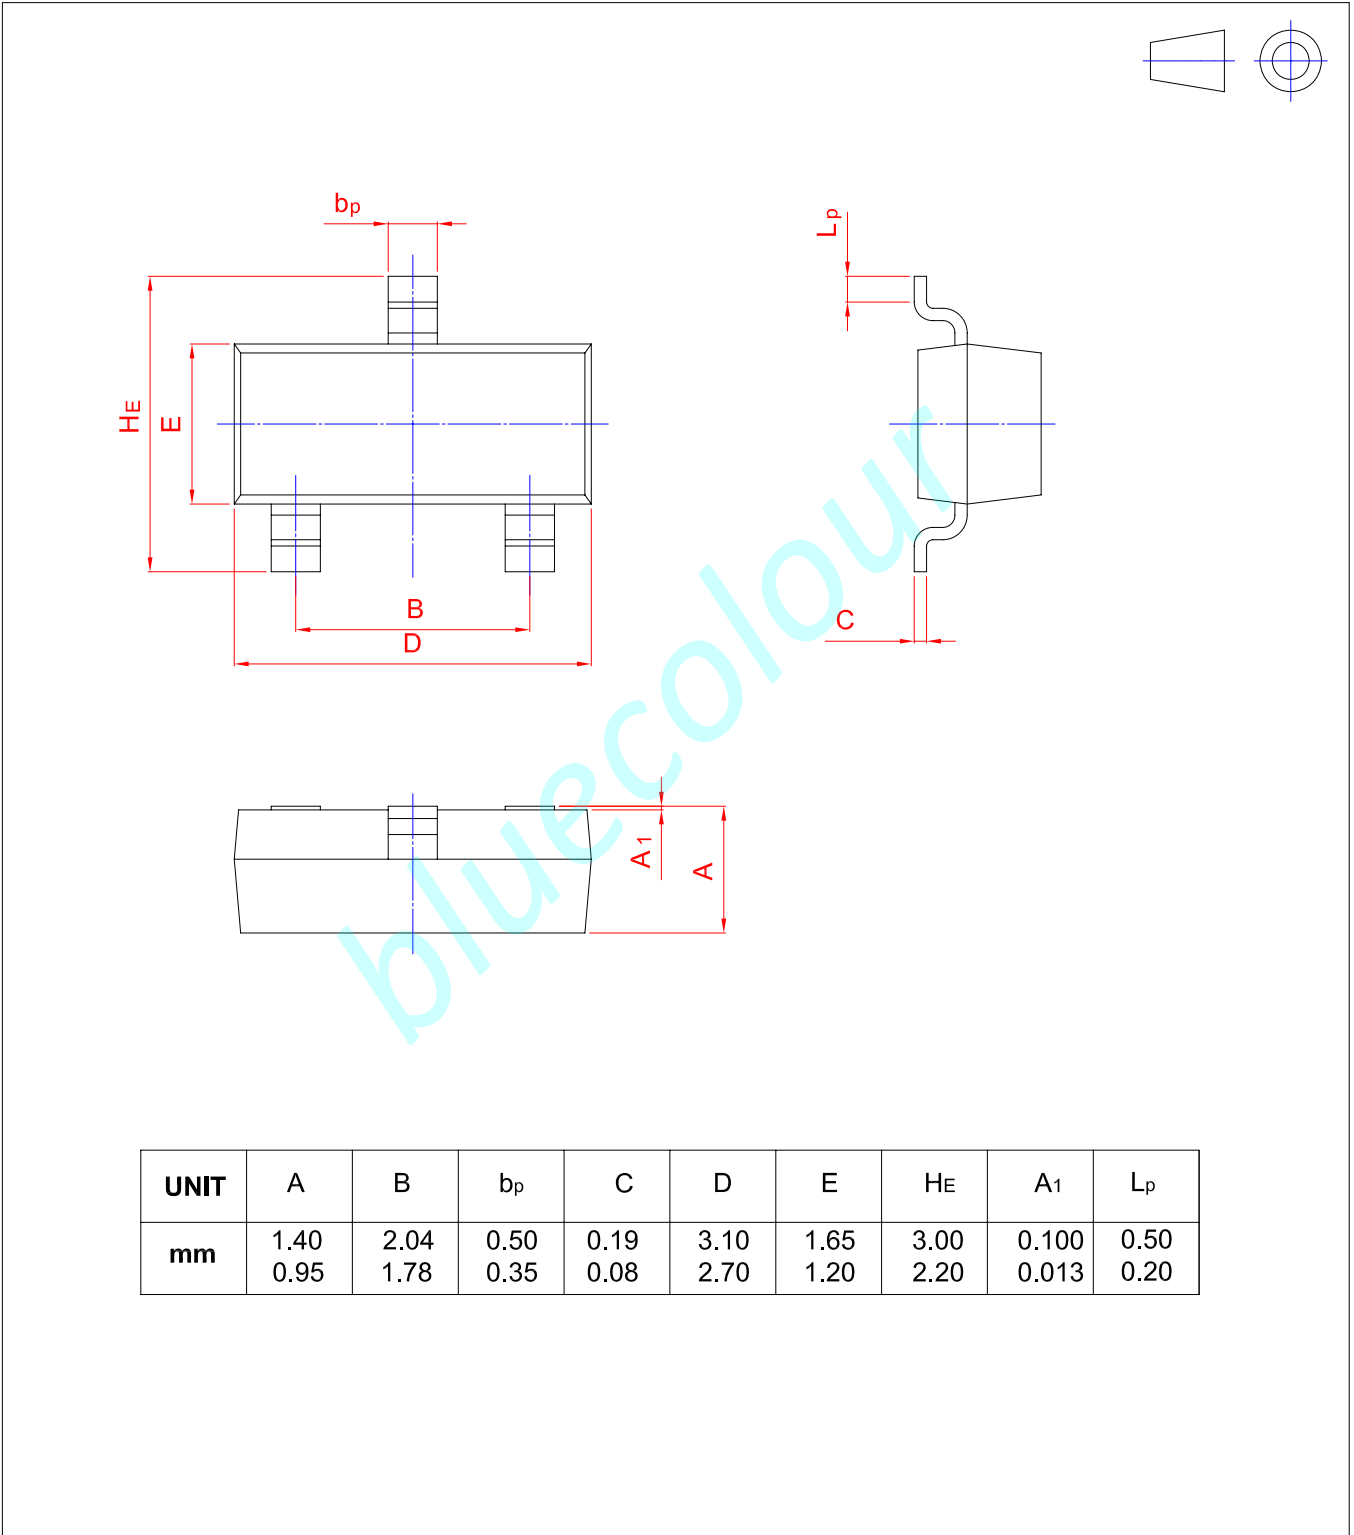 bp
Lp
HE
E
B
D
C
A1
A
bluecolour
UNIT A B bp C D E HE A1 Lp
mm 1.40 2.04 0.50 0.19 3.10 1.65 3.00 0.100 0.50
0.95 1.78 0.35 0.08 2.70 1.20 2.20 0.013 0.20